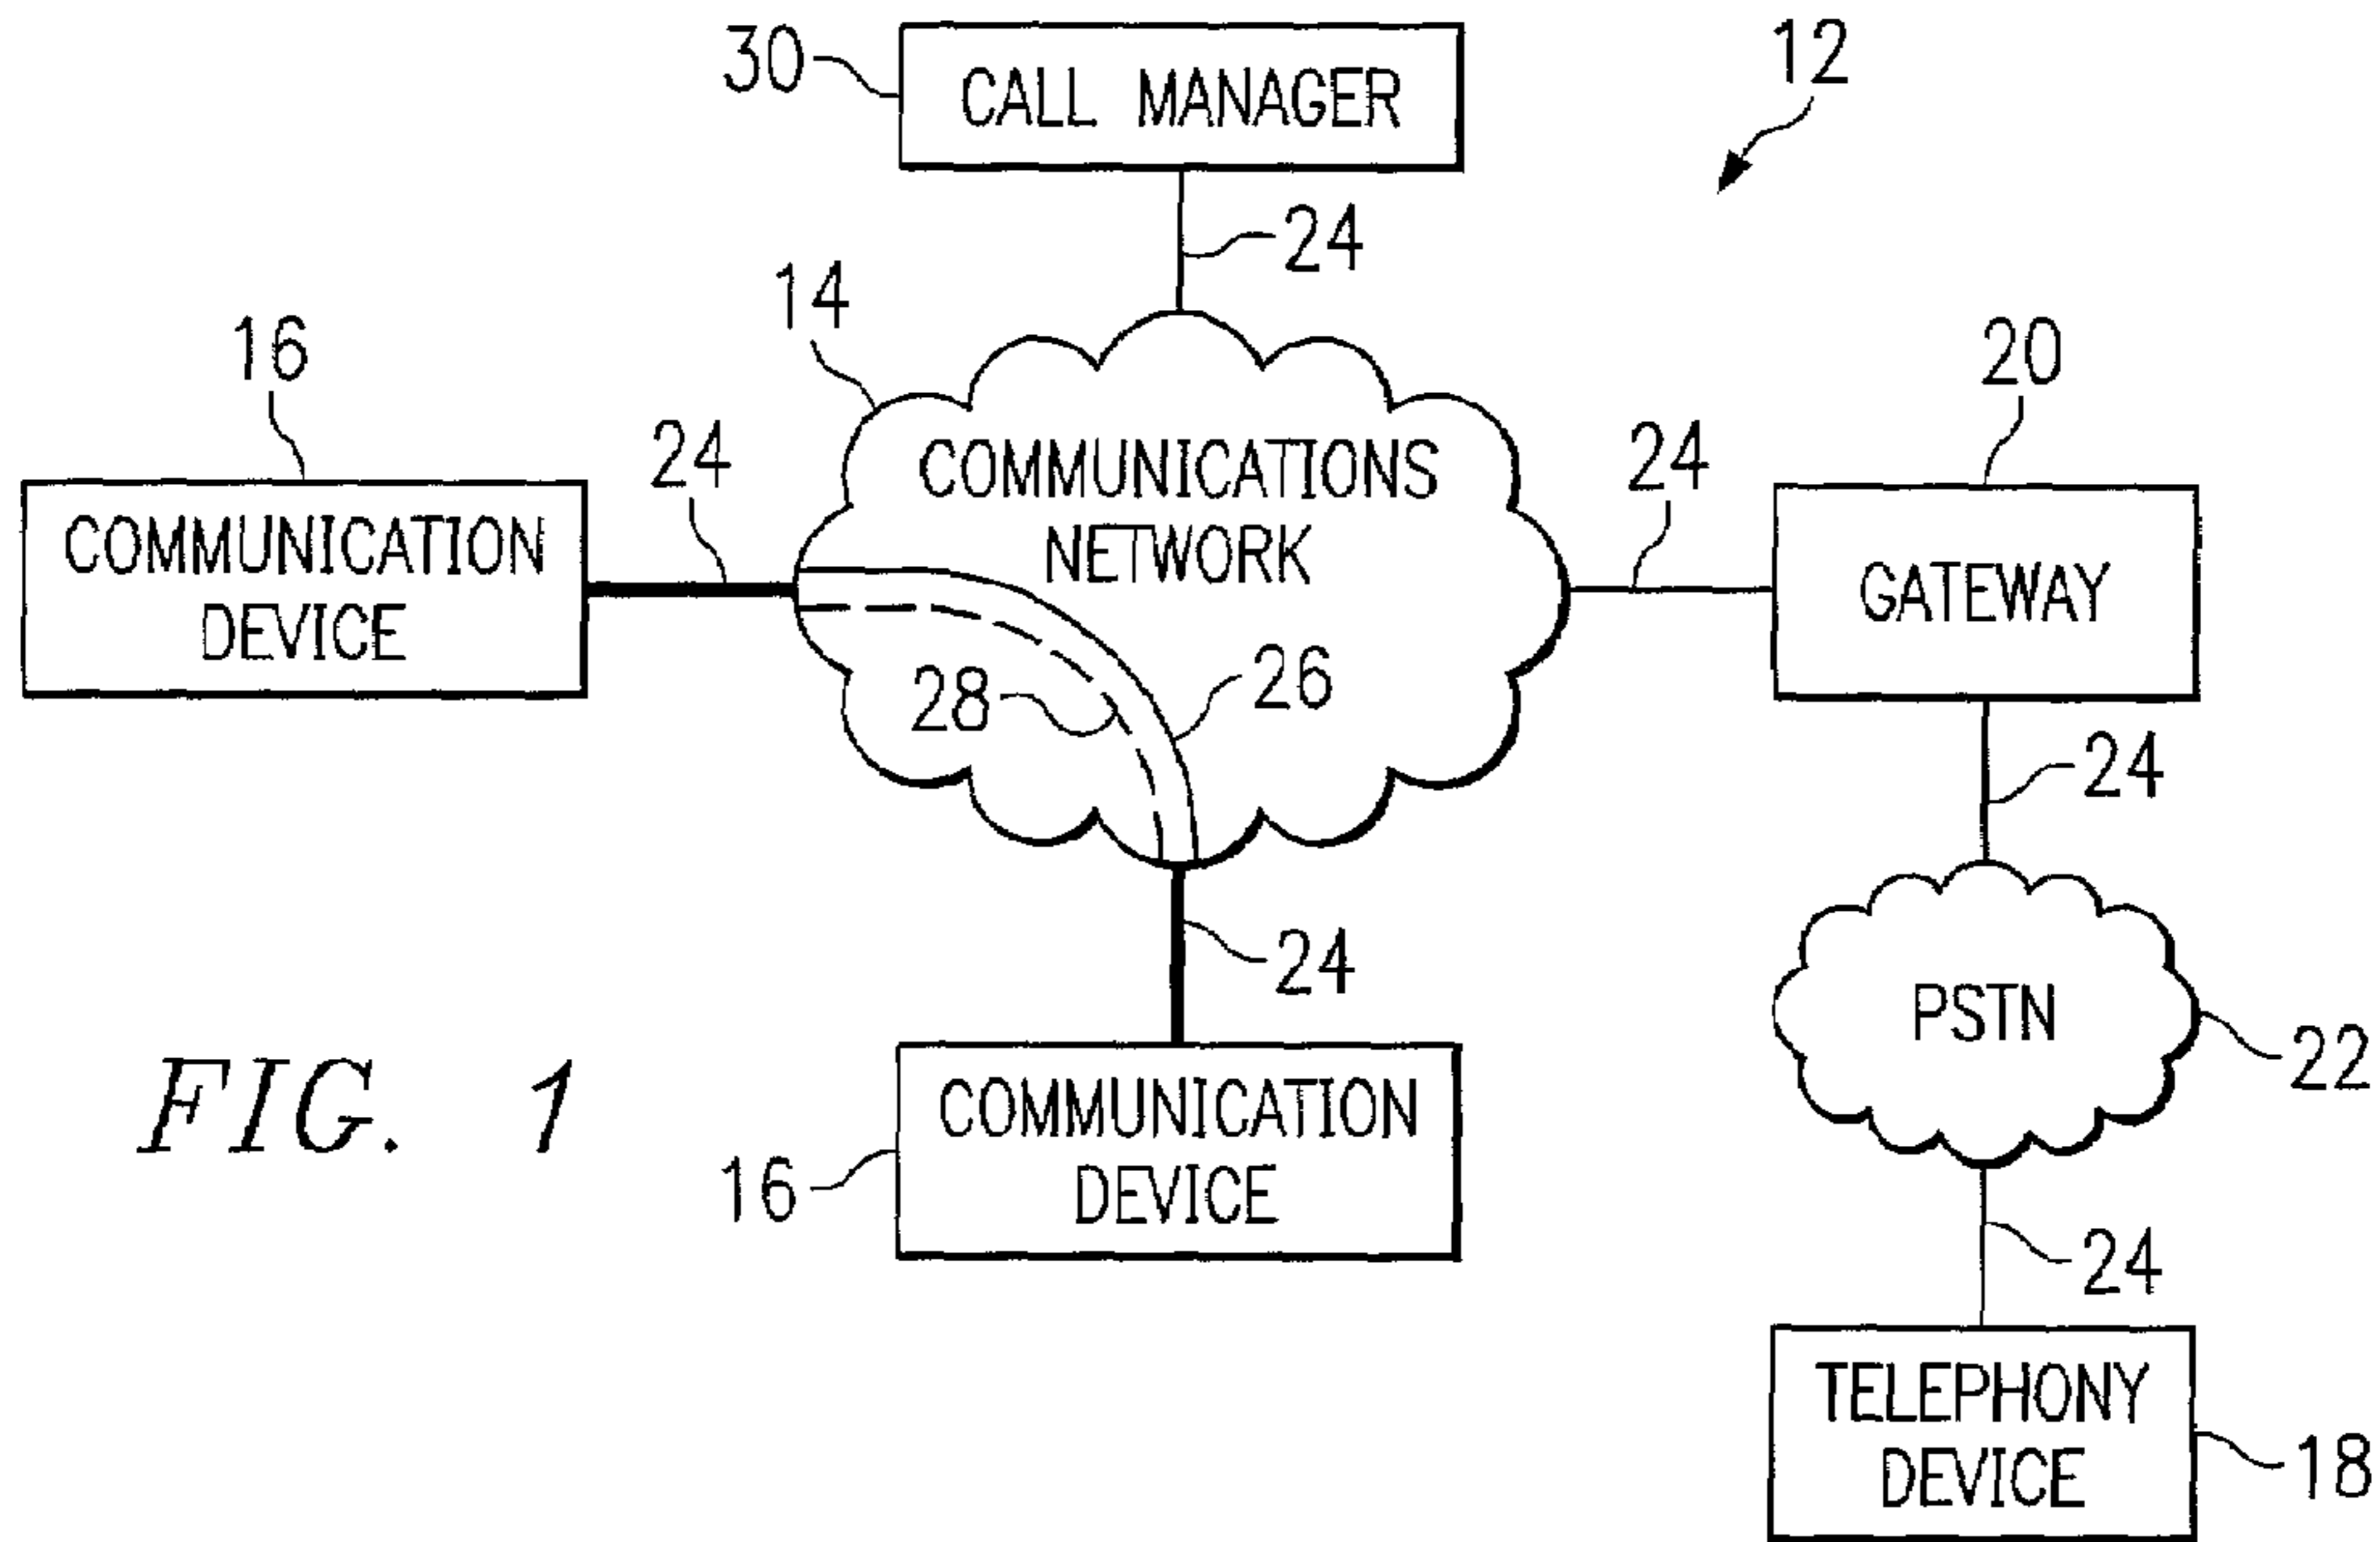 30
CALL MANAGER
12
24
14
16
20
24
COMMUNICATIONS
NETWORK
24
COMMUNICATION
DEVICE
GATEWAY
28
26
24
24
PSTN
22
FIG. 1
COMMUNICATION
DEVICE
16
24
TELEPHONY
DEVICE
18